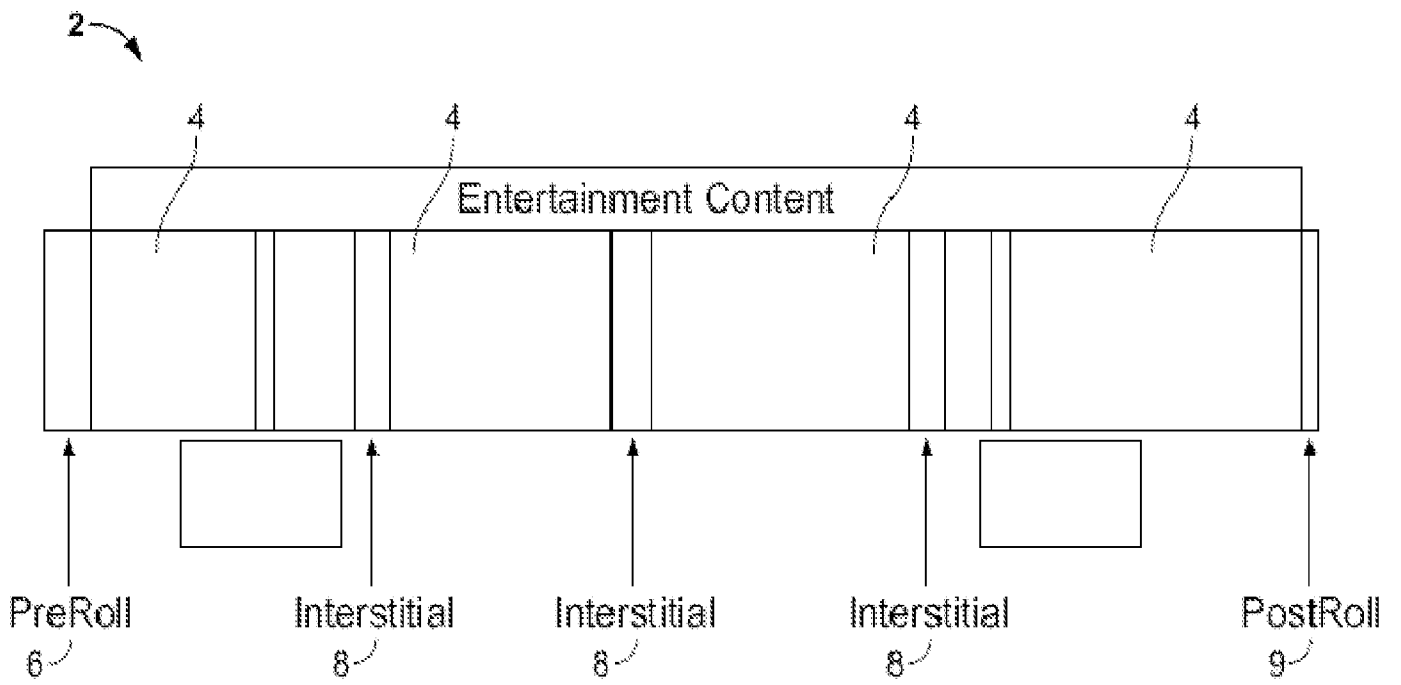 2
4 4 4 4
Entertainment Content
PreRoll Interstitial Interstitial Interstitial PostRoll
6 8 8 8 9